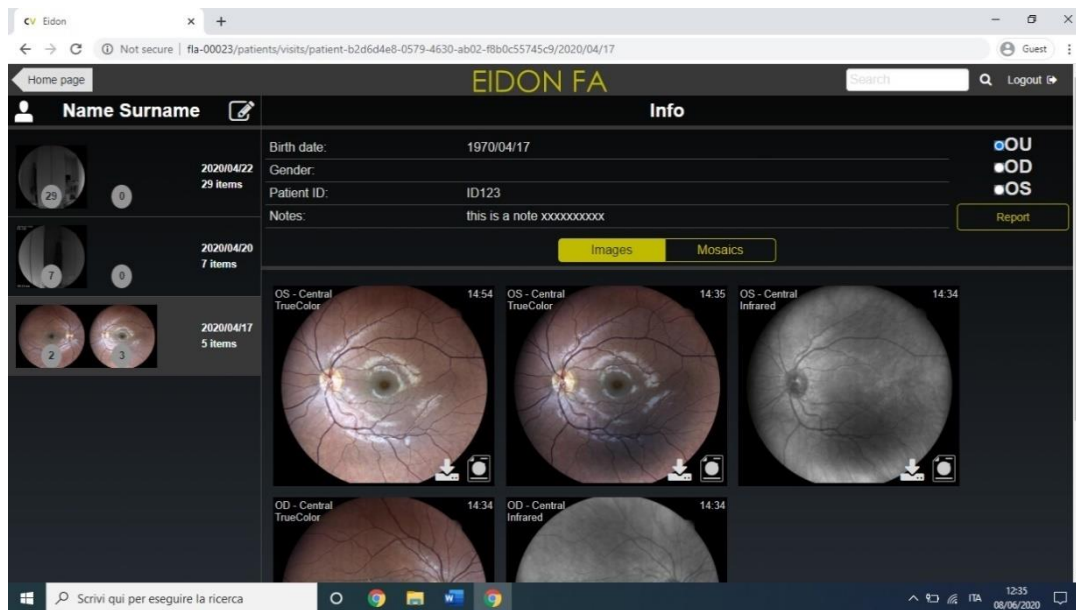 CV Eidon
Not secure | fla-00023/patients/visits/patient-b2d6d4e8-0579-4630-ab02-f8b0c55745c9/2020/04/17
Guest
Home page
EIDON FA
Search
Logout
Name Surname
Info
2020/04/22
29 items
29
0
2020/04/20
7 items
7
0
2020/04/17
5 items
2
3
Birth date: 1970/04/17
Gender:
Patient ID: ID123
Notes: this is a note xxxxxxxxxx
OU
OD
OS
Report
Images
Mosaics
OS - Central 14:54
TrueColor
OS - Central 14:35
TrueColor
OS - Central 14:34
Infrared
OD - Central 14:34
TrueColor
OD - Central 14:34
Infrared
Scrivi qui per eseguire la ricerca
ITA
12:35
08/06/2020